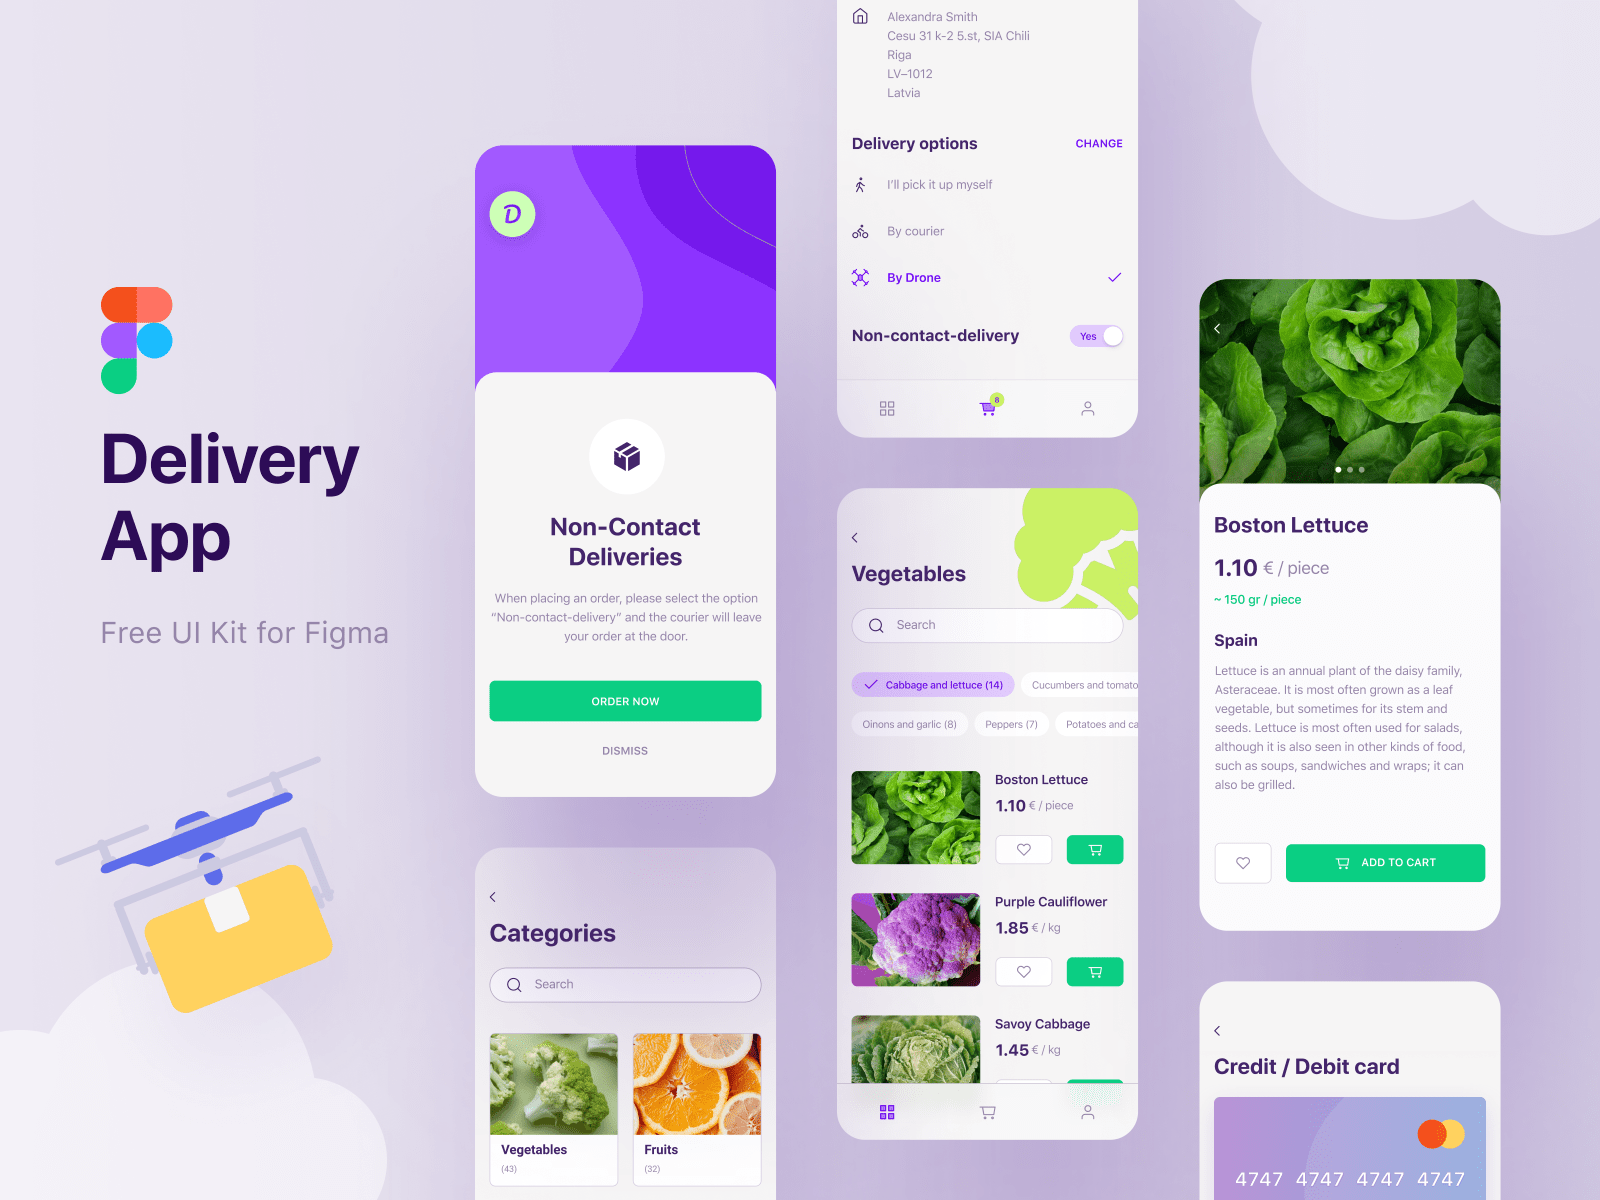 Delivery
App
Free UI Kit for Figma
D
Non-Contact
Deliveries
When placing an order, please select the option
“Non-contact-delivery” and the courier will leave
your order at the door.
ORDER NOW
DISMISS
Categories
Search
Vegetables
(43)
Fruits
(32)
Alexandra Smith
Cesu 31 k-2 5.st, SIA Chili
Riga
LV–1012
Latvia
Delivery options
CHANGE
I’ll pick it up myself
By courier
By Drone
Non-contact-delivery
Yes
8
Vegetables
Search
Cabbage and lettuce (14)
Cucumbers and tomato
Oinons and garlic (8)
Peppers (7)
Potatoes and ca
Boston Lettuce
1.10 € / piece
Purple Cauliflower
1.85 € / kg
Savoy Cabbage
1.45 € / kg
Boston Lettuce
1.10 € / piece
~ 150 gr / piece
Spain
Lettuce is an annual plant of the daisy family,
Asteraceae. It is most often grown as a leaf
vegetable, but sometimes for its stem and
seeds. Lettuce is most often used for salads,
although it is also seen in other kinds of food,
such as soups, sandwiches and wraps; it can
also be grilled.
ADD TO CART
Credit / Debit card
4747 4747 4747 4747